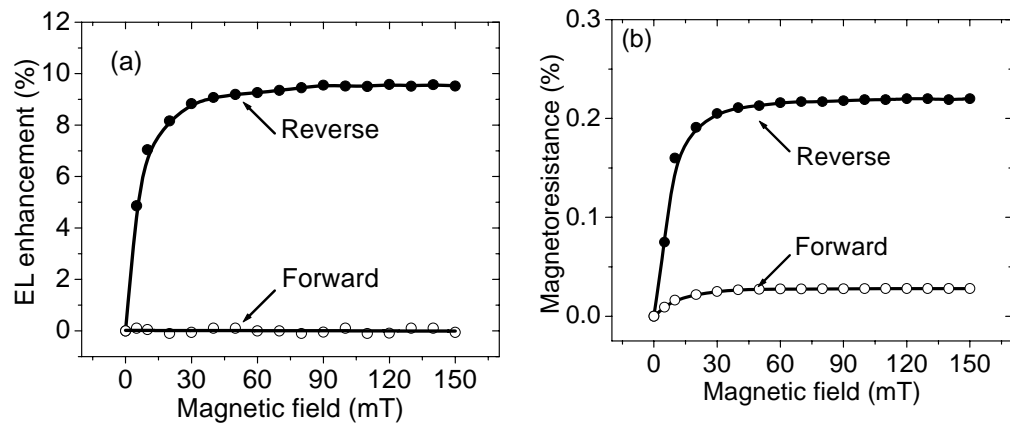 (a)
EL enhancement (%)
12
10
8
6
4
2
0
Reverse
Forward
0 30 60 90 120 150
Magnetic field (mT)
(b)
Magnetoresistance (%)
0.3
0.2
0.1
0.0
Reverse
Forward
0 30 60 90 120 150
Magnetic field (mT)